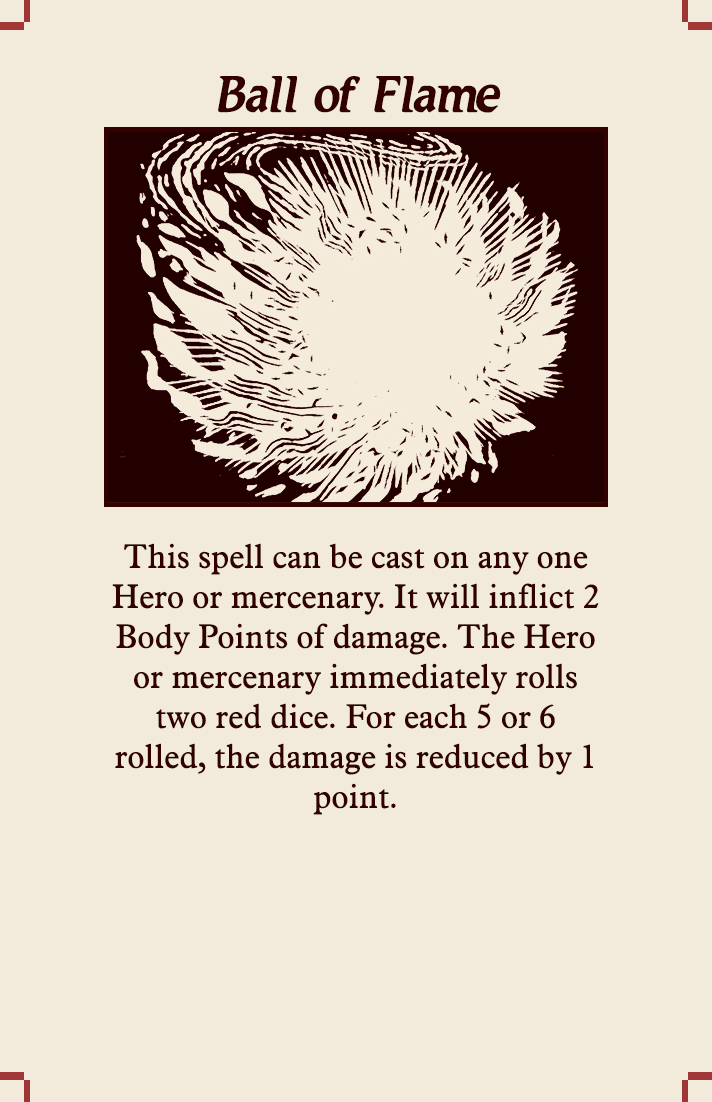 Ball of Flame
This spell can be cast on any one
Hero or mercenary. It will inflict 2
Body Points of damage. The Hero
or mercenary immediately rolls
two red dice. For each 5 or 6
rolled, the damage is reduced by 1
point.